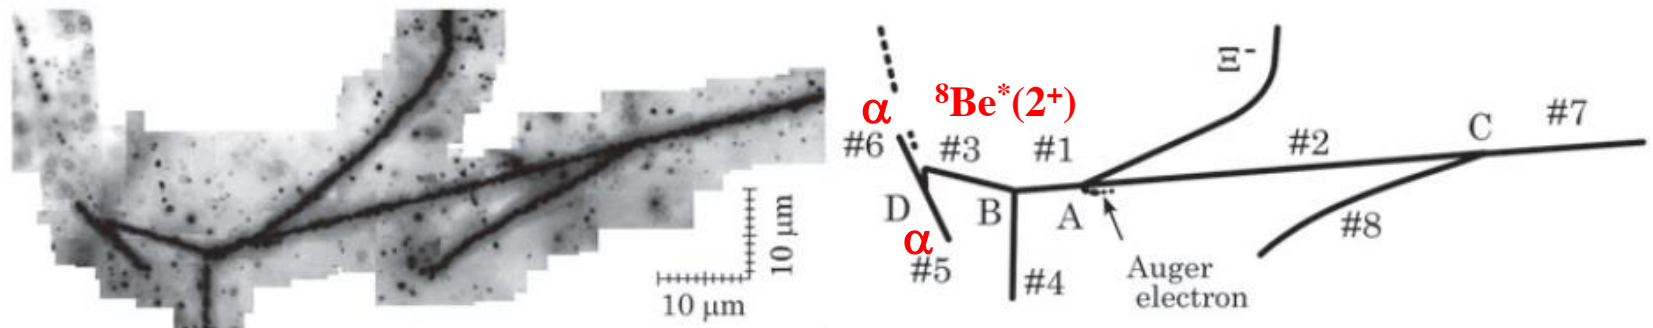 10 μm
10 μm
Ξ-
α
⁸Be*(2⁺)
#6
#3
#1
#2
C
#7
D
B
A
#8
α
#5
#4
Auger
electron